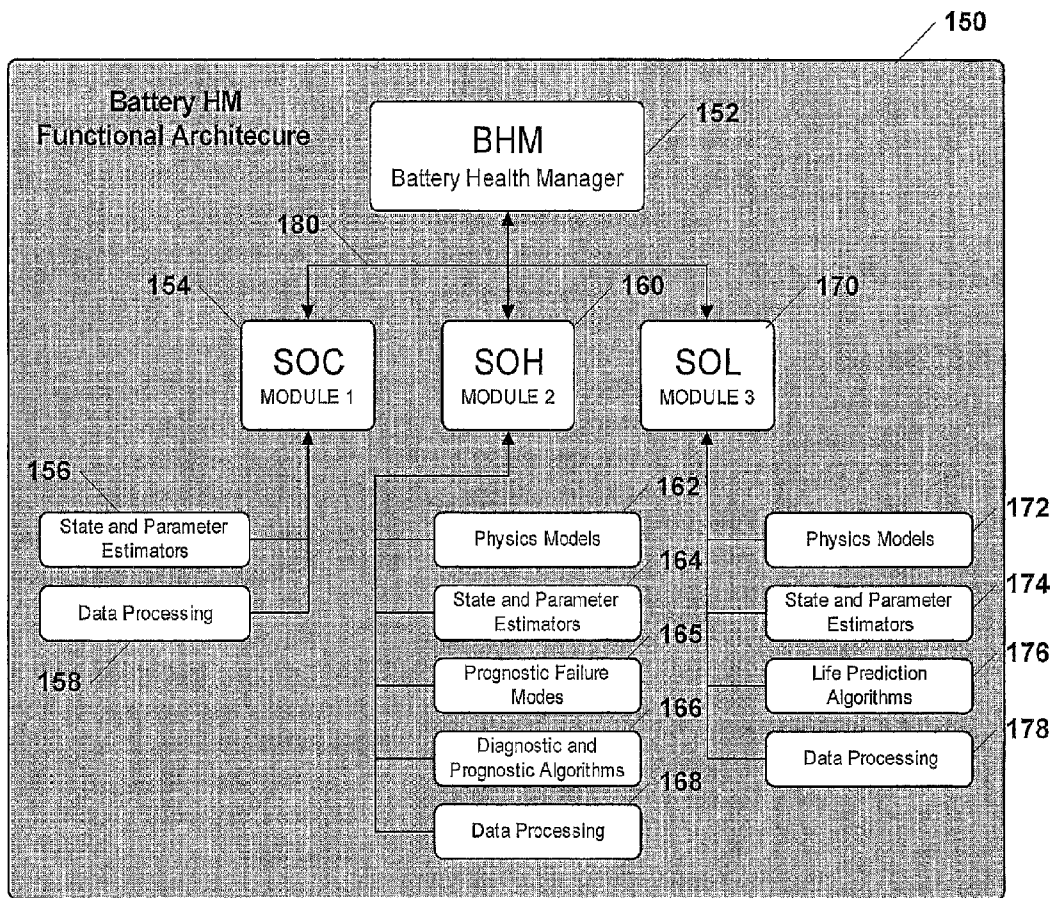 150
Battery HM
Functional Architecure
BHM
Battery Health Manager
152
180
154
160
170
SOC
MODULE 1
SOH
MODULE 2
SOL
MODULE 3
156
162
172
State and Parameter
Estimators
Physics Models
Physics Models
164
174
Data Processing
State and Parameter
Estimators
State and Parameter
Estimators
158
165
176
Prognostic Failure
Modes
Life Prediction
Algorithms
166
178
Diagnostic and
Prognostic Algorithms
Data Processing
168
Data Processing